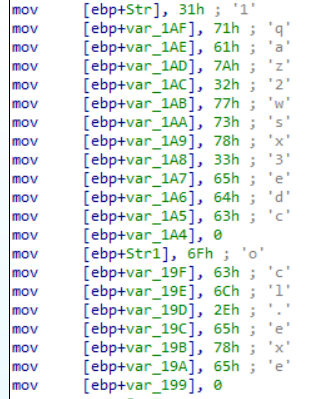 mov [ebp+Str], 31h ; '1'
mov [ebp+var_1AF], 71h ; 'q'
mov [ebp+var_1AE], 61h ; 'a'
mov [ebp+var_1AD], 7Ah ; 'z'
mov [ebp+var_1AC], 32h ; '2'
mov [ebp+var_1AB], 77h ; 'w'
mov [ebp+var_1AA], 73h ; 's'
mov [ebp+var_1A9], 78h ; 'x'
mov [ebp+var_1A8], 33h ; '3'
mov [ebp+var_1A7], 65h ; 'e'
mov [ebp+var_1A6], 64h ; 'd'
mov [ebp+var_1A5], 63h ; 'c'
mov [ebp+var_1A4], 0
mov [ebp+Str1], 6Fh ; 'o'
mov [ebp+var_19F], 63h ; 'c'
mov [ebp+var_19E], 6Ch ; 'l'
mov [ebp+var_19D], 2Eh ; '.'
mov [ebp+var_19C], 65h ; 'e'
mov [ebp+var_19B], 78h ; 'x'
mov [ebp+var_19A], 65h ; 'e'
mov [ebp+var_199], 0